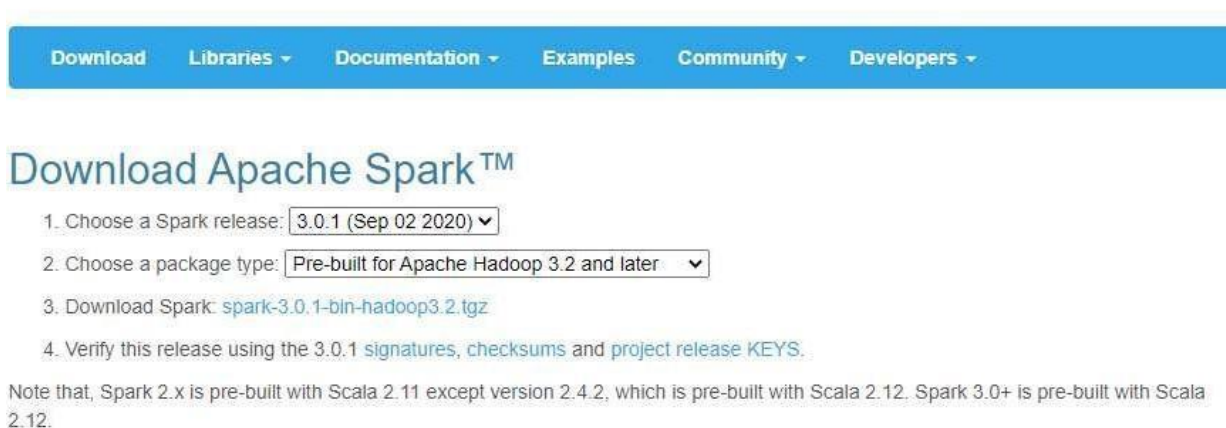 Download Libraries Documentation Examples Community Developers
Download Apache Spark™
1. Choose a Spark release: 3.0.1 (Sep 02 2020)
2. Choose a package type: Pre-built for Apache Hadoop 3.2 and later
3. Download Spark: spark-3.0.1-bin-hadoop3.2.tgz
4. Verify this release using the 3.0.1 signatures, checksums and project release KEYS.
Note that, Spark 2.x is pre-built with Scala 2.11 except version 2.4.2, which is pre-built with Scala 2.12. Spark 3.0+ is pre-built with Scala
2.12.